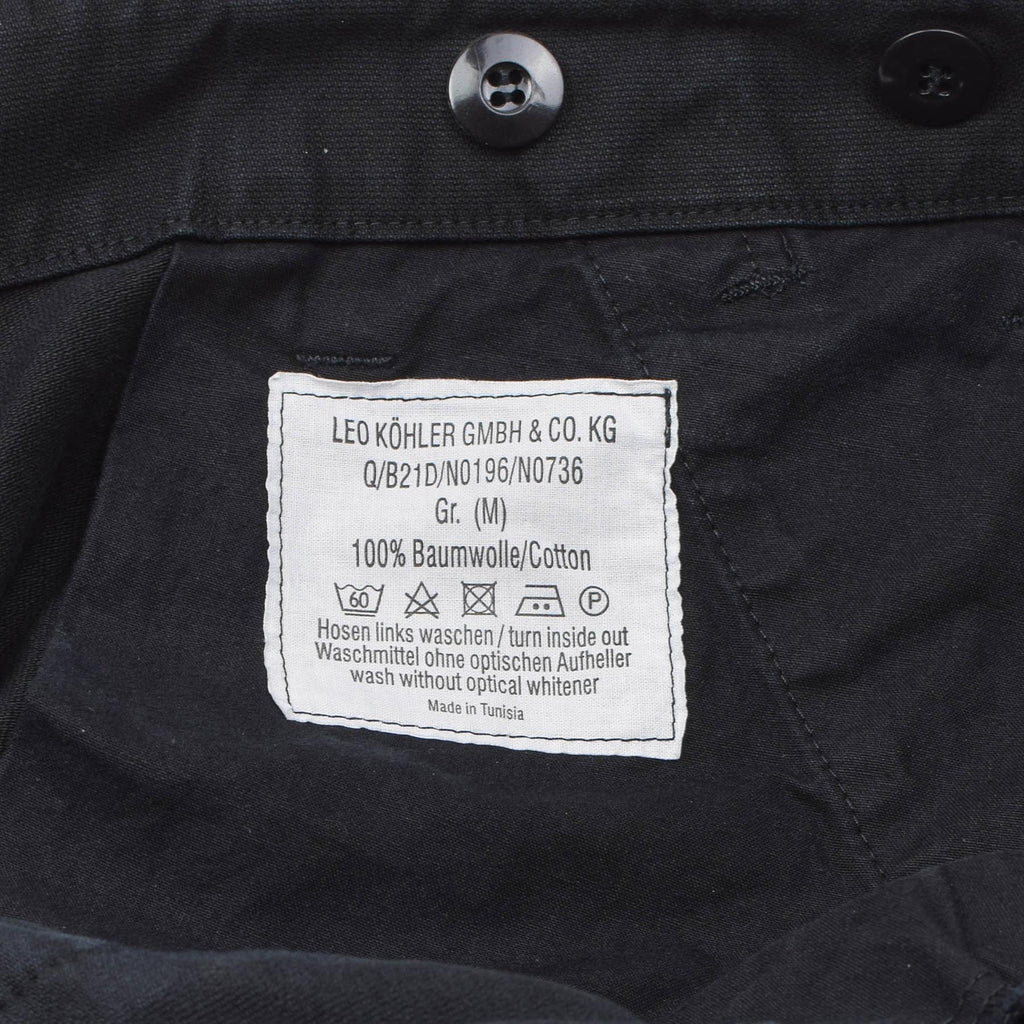 LEO KÖHLER GMBH & CO. KG
Q/B21D/N0196/N0736
Gr. (M)
100% Baumwolle/Cotton
60 P
Hosen links waschen / turn inside out
Waschmittel ohne optischen Aufheller
wash without optical whitener
Made in Tunisia